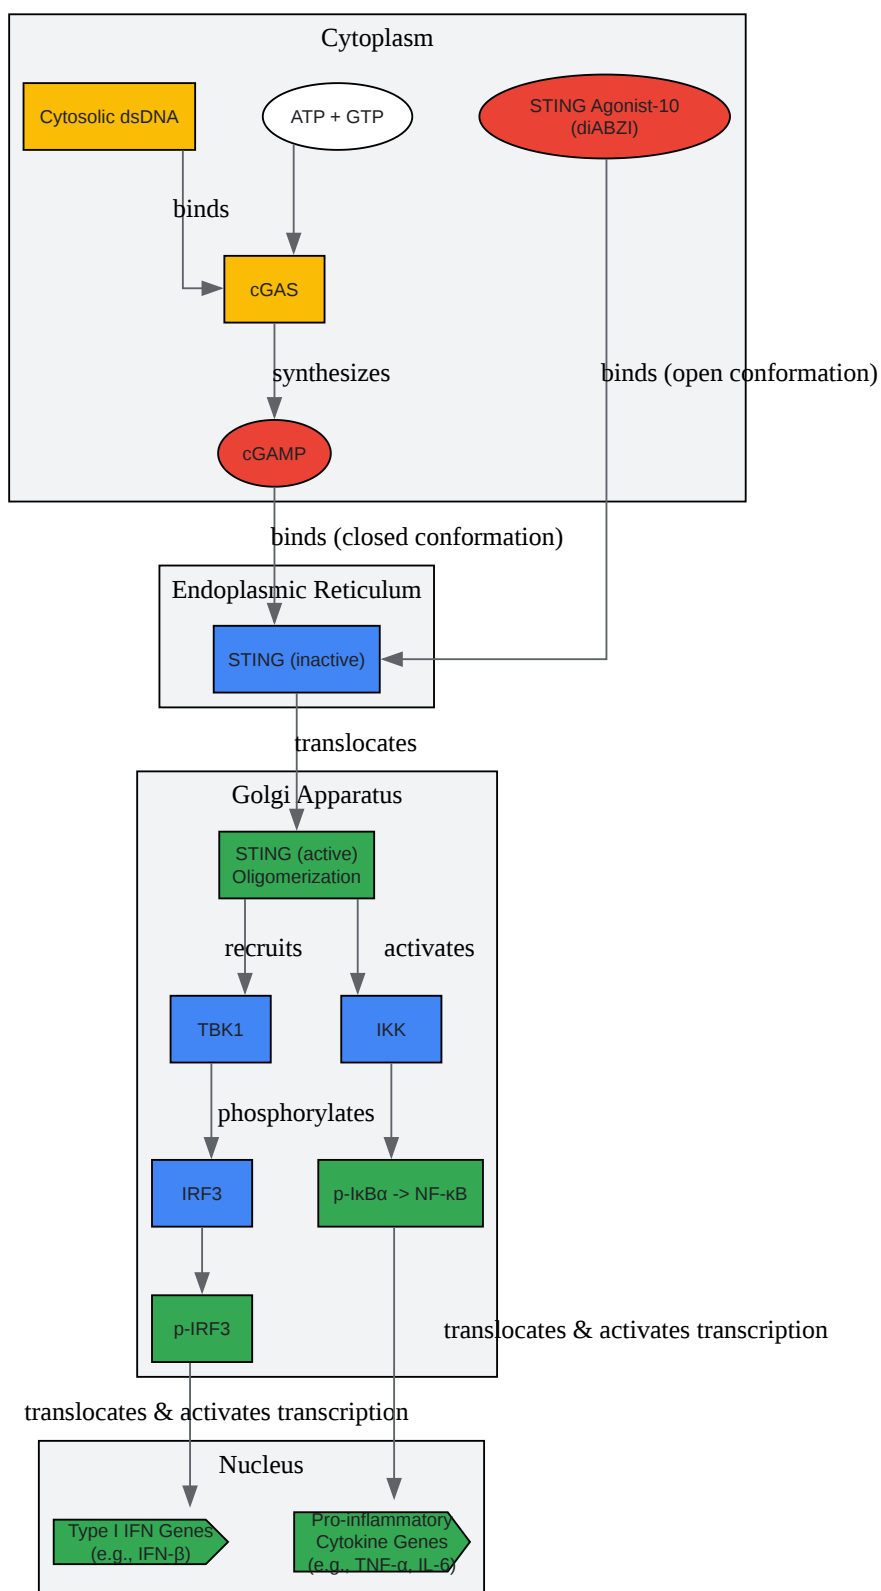 Cytoplasm
Cytosolic dsDNA
ATP + GTP
STING Agonist-10
(diABZI)
binds
cGAS
synthesizes
binds (open conformation)
cGAMP
binds (closed conformation)
Endoplasmic Reticulum
STING (inactive)
translocates
Golgi Apparatus
STING (active)
Oligomerization
recruits
activates
TBK1
IKK
phosphorylates
IRF3
p-IκBα -> NF-κB
p-IRF3
translocates & activates transcription
translocates & activates transcription
Nucleus
Type I IFN Genes
(e.g., IFN-β)
Pro-inflammatory
Cytokine Genes
(e.g., TNF-α, IL-6)